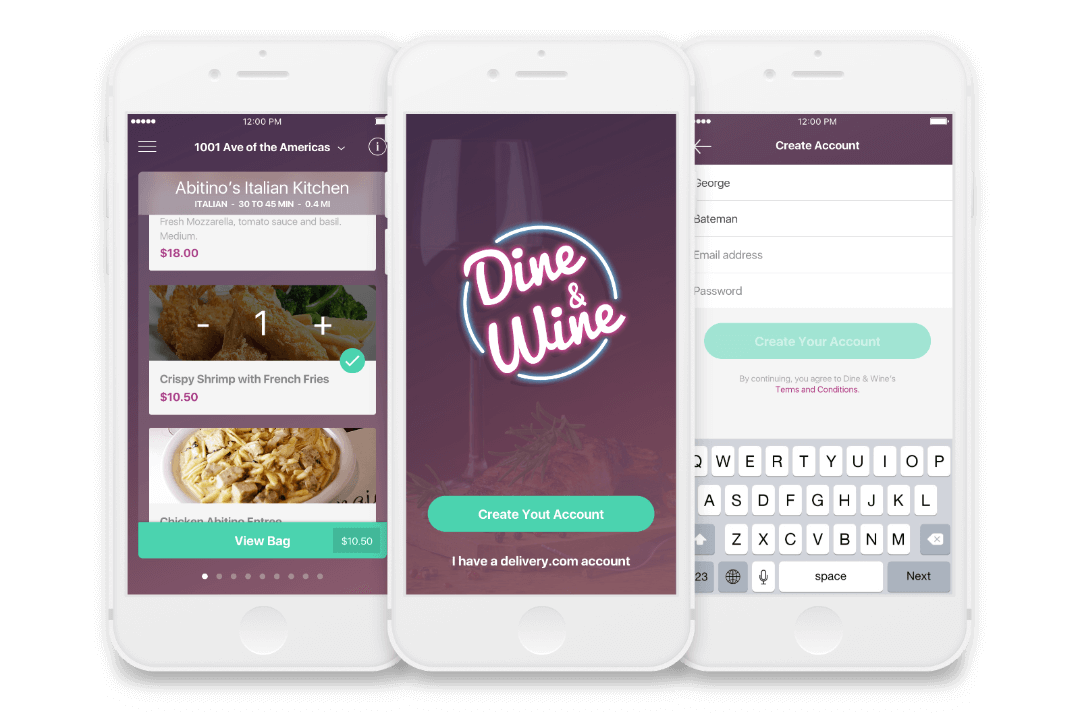 12:00 PM
1001 Ave of the Americas
Abitino's Italian Kitchen
ITALIAN - 30 TO 45 MIN - 0.4 MI
Fresh Mozzarella, tomato sauce and basil.
Medium.
$18.00
- 1 +
Crispy Shrimp with French Fries
$10.50
Chicken Abitino Entree
View Bag $10.50
Dine
&
Wine
Create Yout Account
I have a delivery.com account
12:00 PM
Create Account
George
Bateman
Email address
Password
Create Your Account
By continuing, you agree to Dine & Wine's
Terms and Conditions.
Q W E R T Y U I O P
A S D F G H J K L
Z X C V B N M
23 space Next